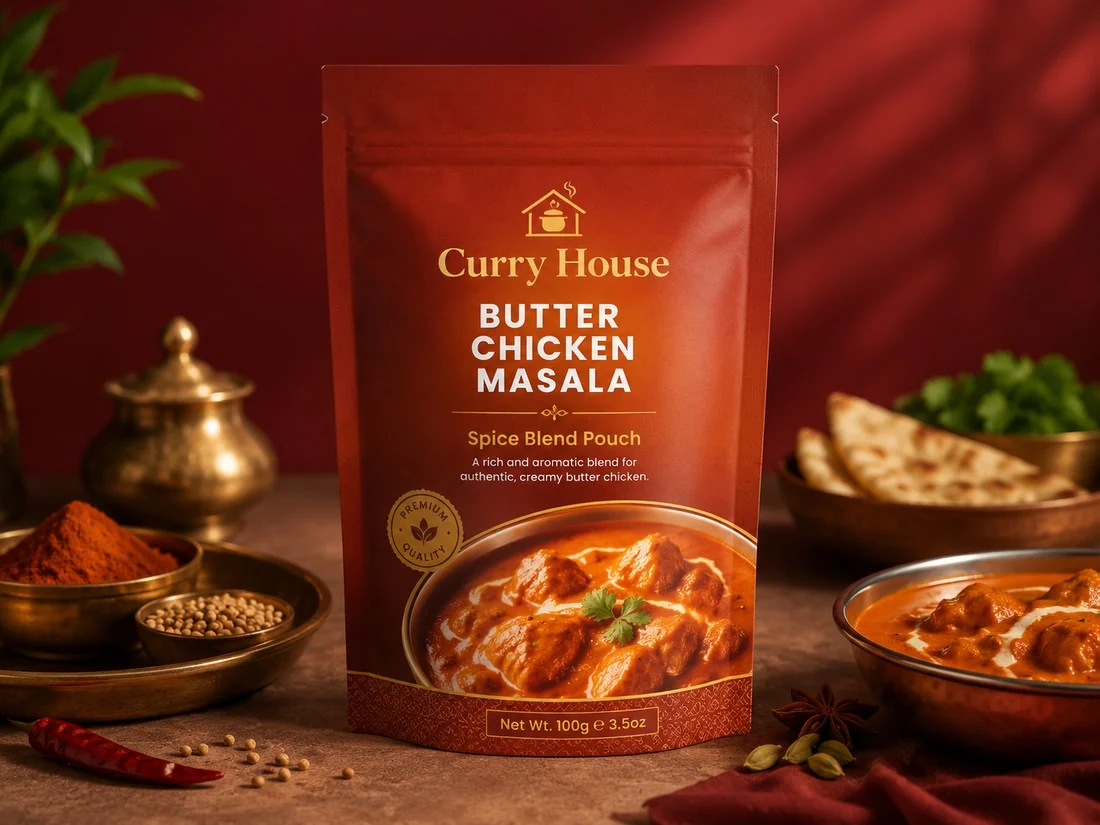 Curry House
BUTTER
CHICKEN
MASALA
Spice Blend Pouch
A rich and aromatic blend for
authentic, creamy butter chicken.
PREMIUM
QUALITY
Net Wt. 100g ℮ 3.5oz